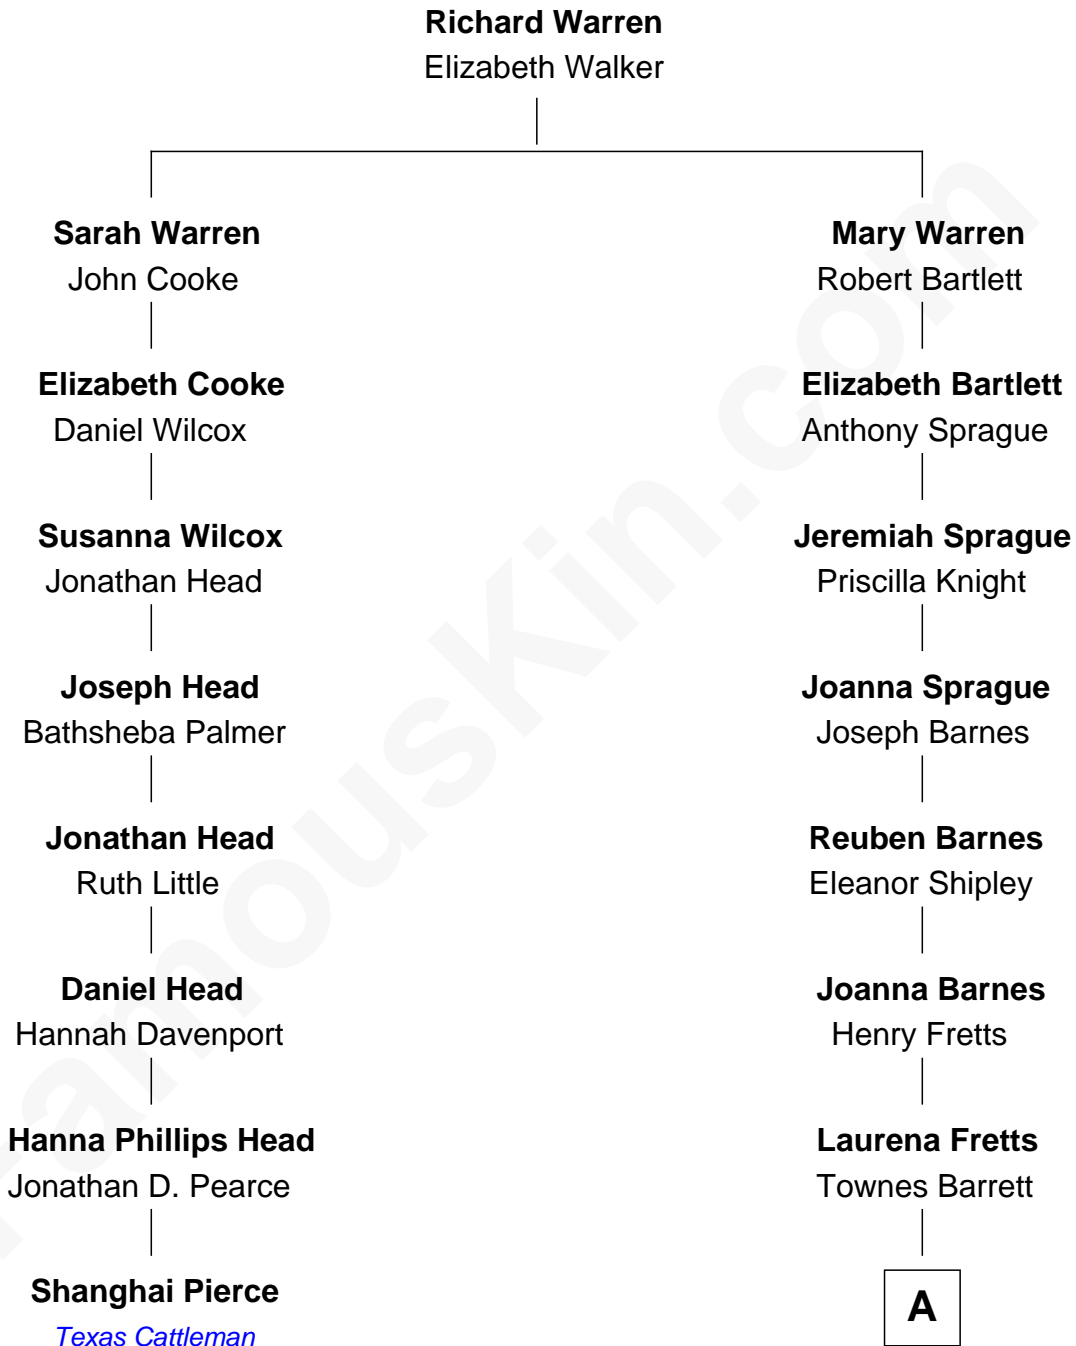 Richard Warren
Elizabeth Walker
Sarah Warren
John Cooke
Mary Warren
Robert Bartlett
Elizabeth Cooke
Daniel Wilcox
Elizabeth Bartlett
Anthony Sprague
Susanna Wilcox
Jonathan Head
Jeremiah Sprague
Priscilla Knight
Joseph Head
Bathsheba Palmer
Joanna Sprague
Joseph Barnes
Jonathan Head
Ruth Little
Reuben Barnes
Eleanor Shipley
Daniel Head
Hannah Davenport
Joanna Barnes
Henry Fretts
Hanna Phillips Head
Jonathan D. Pearce
Laurena Fretts
Townes Barrett
Shanghai Pierce
Texas Cattleman
A
FamousKin.com